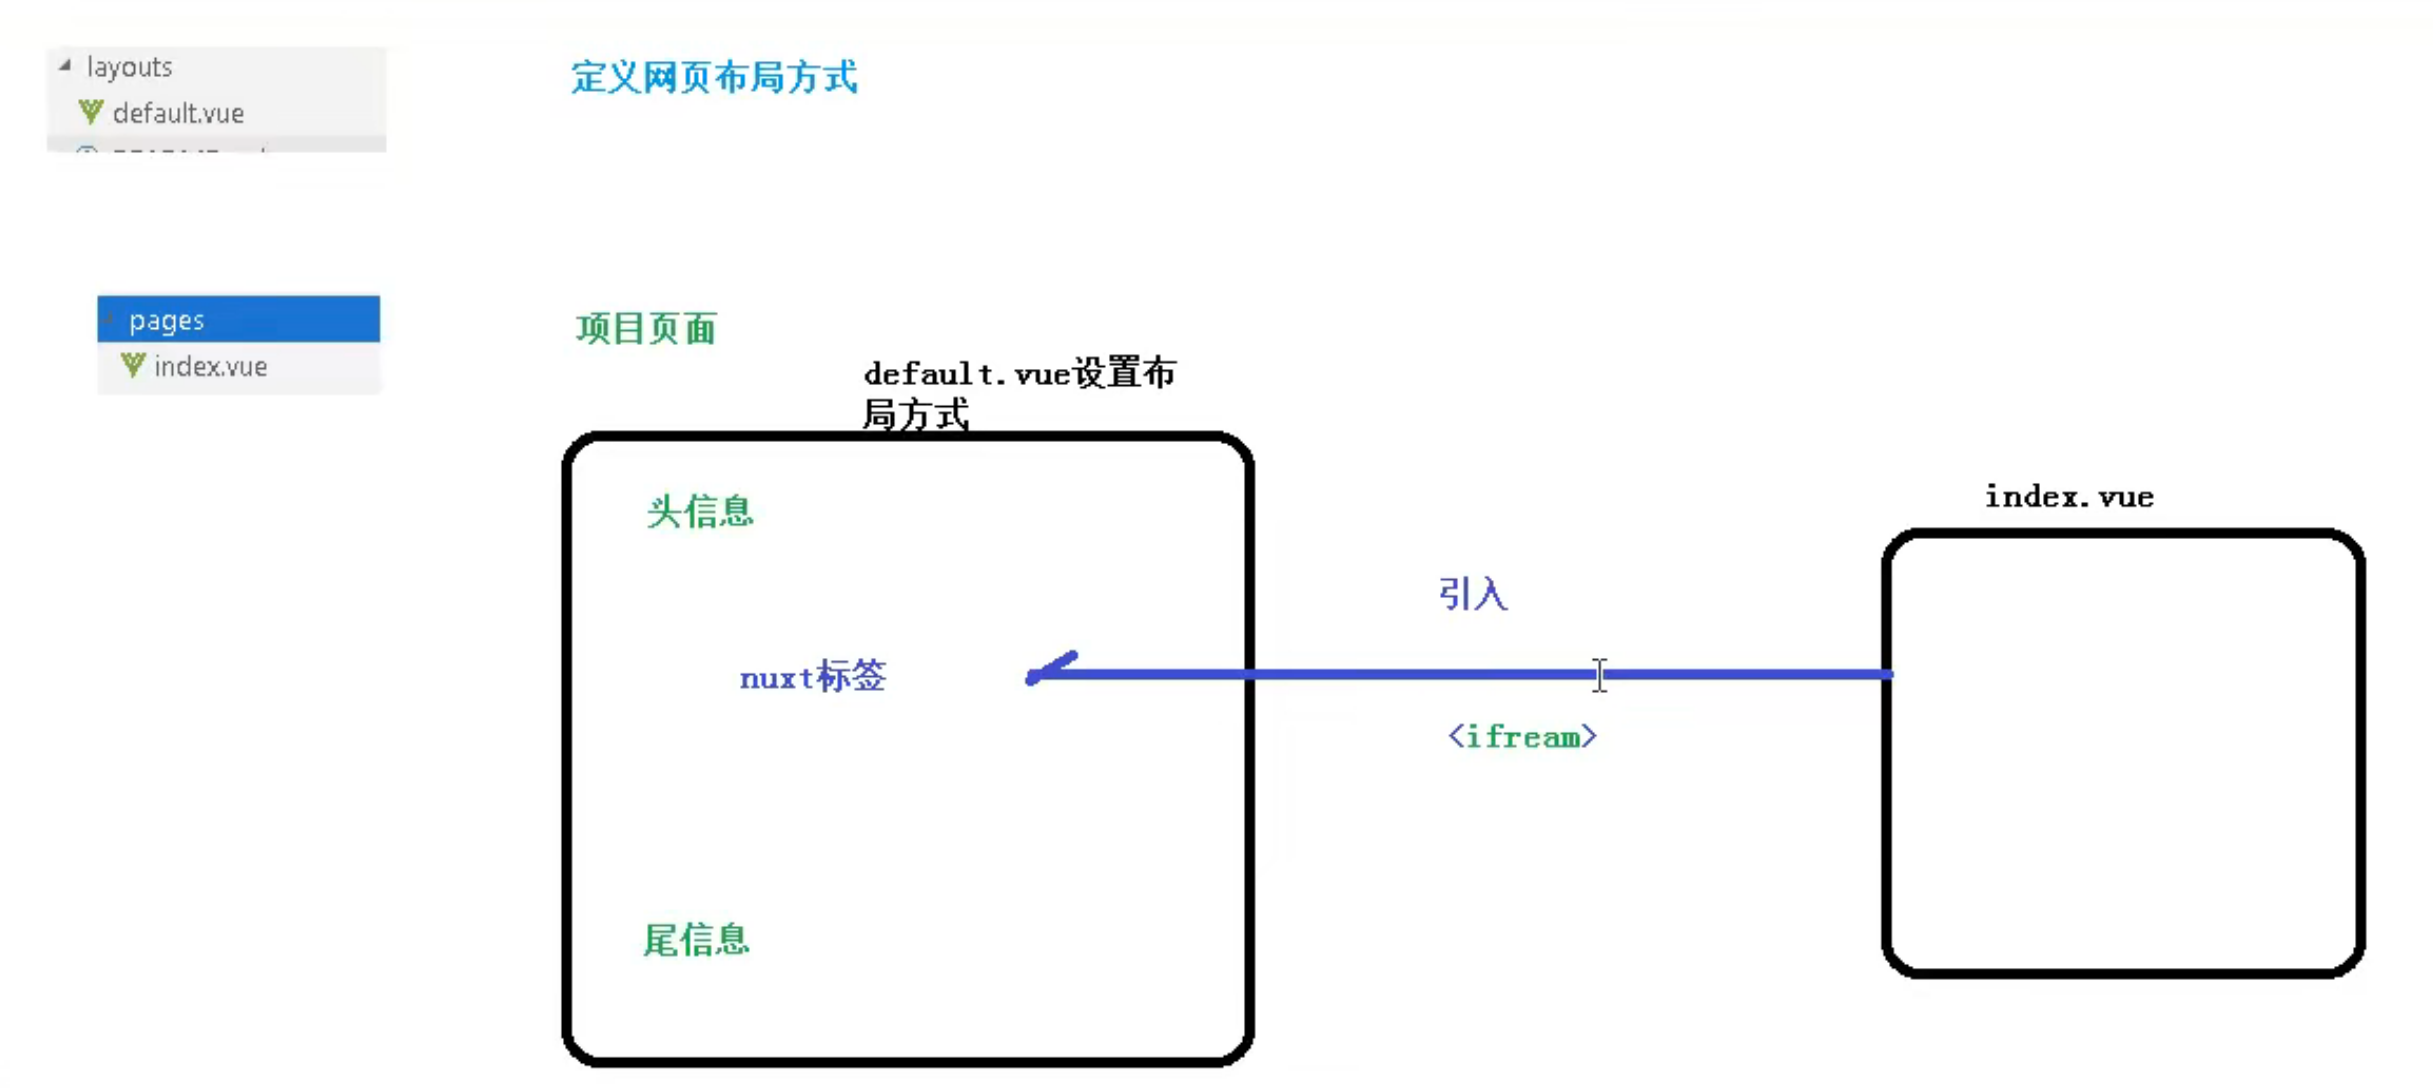 layouts
default.vue
定义网页布局方式
pages
index.vue
项目页面
default.vue设置布
局方式
头信息
nuxt标签
尾信息
引入
<ifream>
index.vue